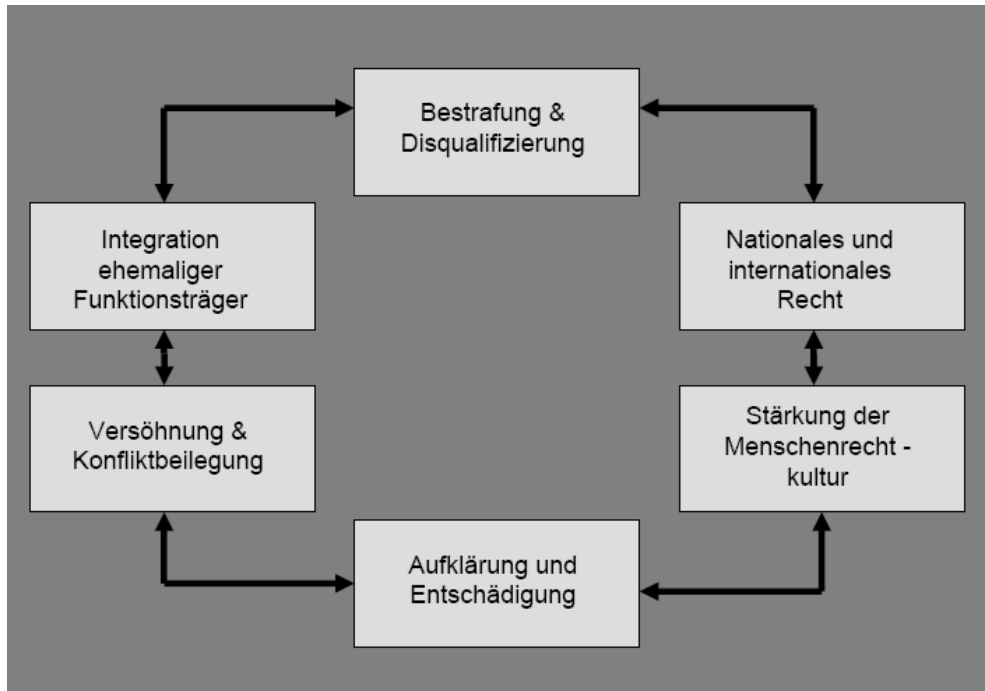 Bestrafung &
Disqualifizierung
Integration
ehemaliger
Funktionsträger
Nationales und
internationales
Recht
Versöhnung &
Konfliktbeilegung
Stärkung der
Menschenrecht -
kultur
Aufklärung und
Entschädigung